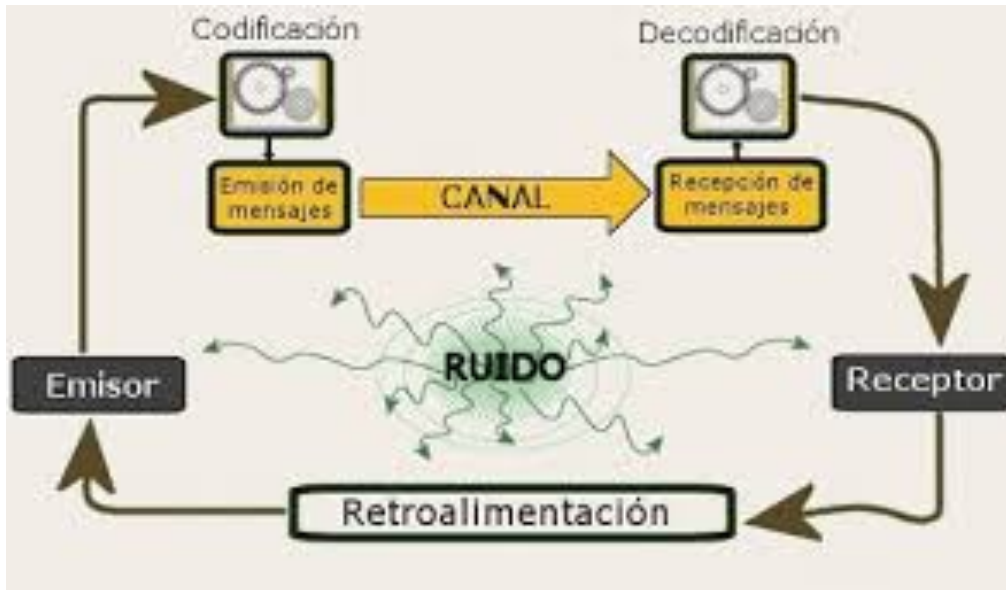 Codificación
Decodificación
Emisión de
mensajes
CANAL
Recepción de
mensajes
RUIDO
Emisor
Receptor
Retroalimentación